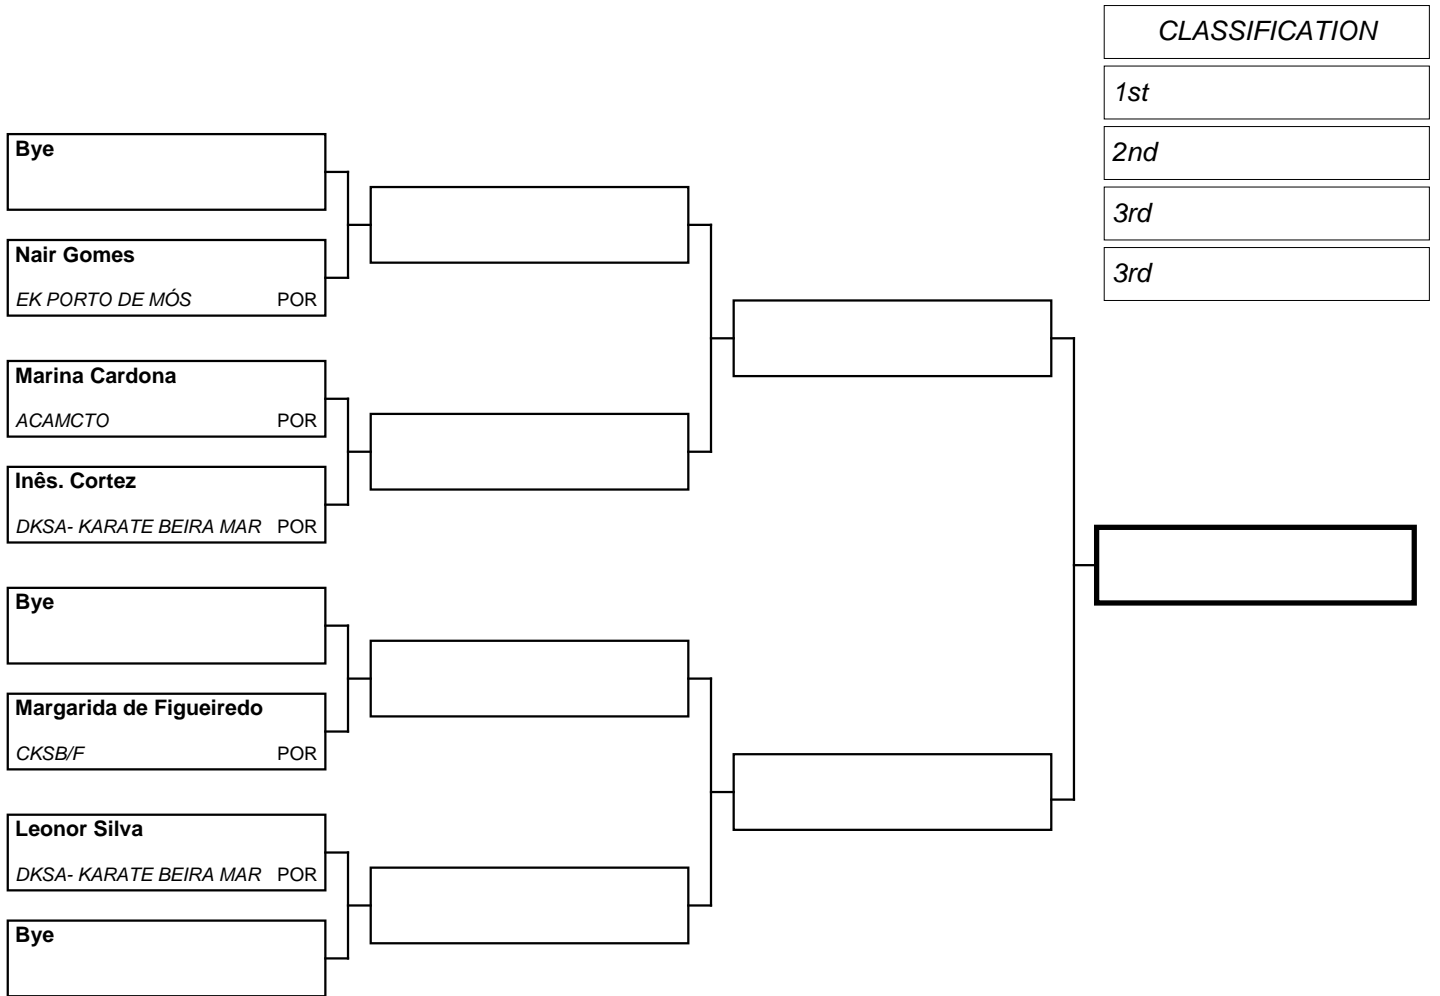 CLASSIFICATION
1st
2nd
3rd
3rd
Bye
Nair Gomes
EK PORTO DE MÓS POR
Marina Cardona
ACAMCTO POR
Inês. Cortez
DKSA- KARATE BEIRA MAR POR
Bye
Margarida de Figueiredo
CKSB/F POR
Leonor Silva
DKSA- KARATE BEIRA MAR POR
Bye